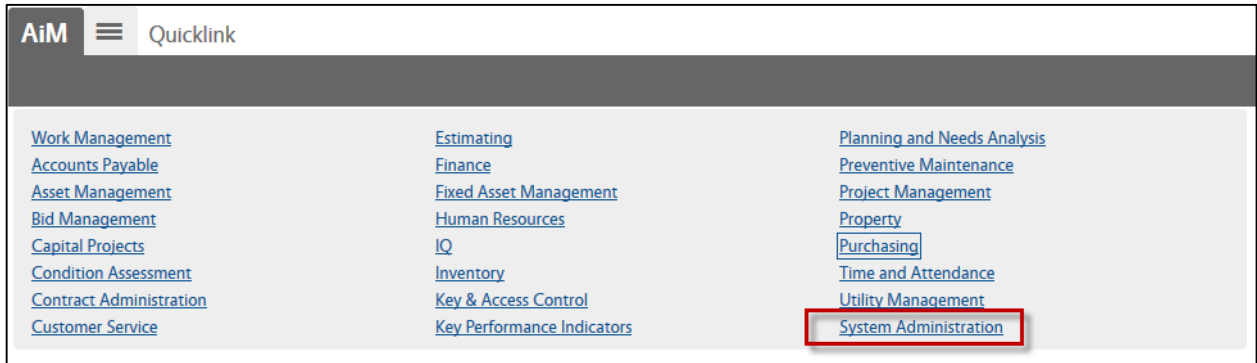 AiM Quicklink
Work Management
Accounts Payable
Asset Management
Bid Management
Capital Projects
Condition Assessment
Contract Administration
Customer Service
Estimating
Finance
Fixed Asset Management
Human Resources
IQ
Inventory
Key & Access Control
Key Performance Indicators
Planning and Needs Analysis
Preventive Maintenance
Project Management
Property
Purchasing
Time and Attendance
Utility Management
System Administration